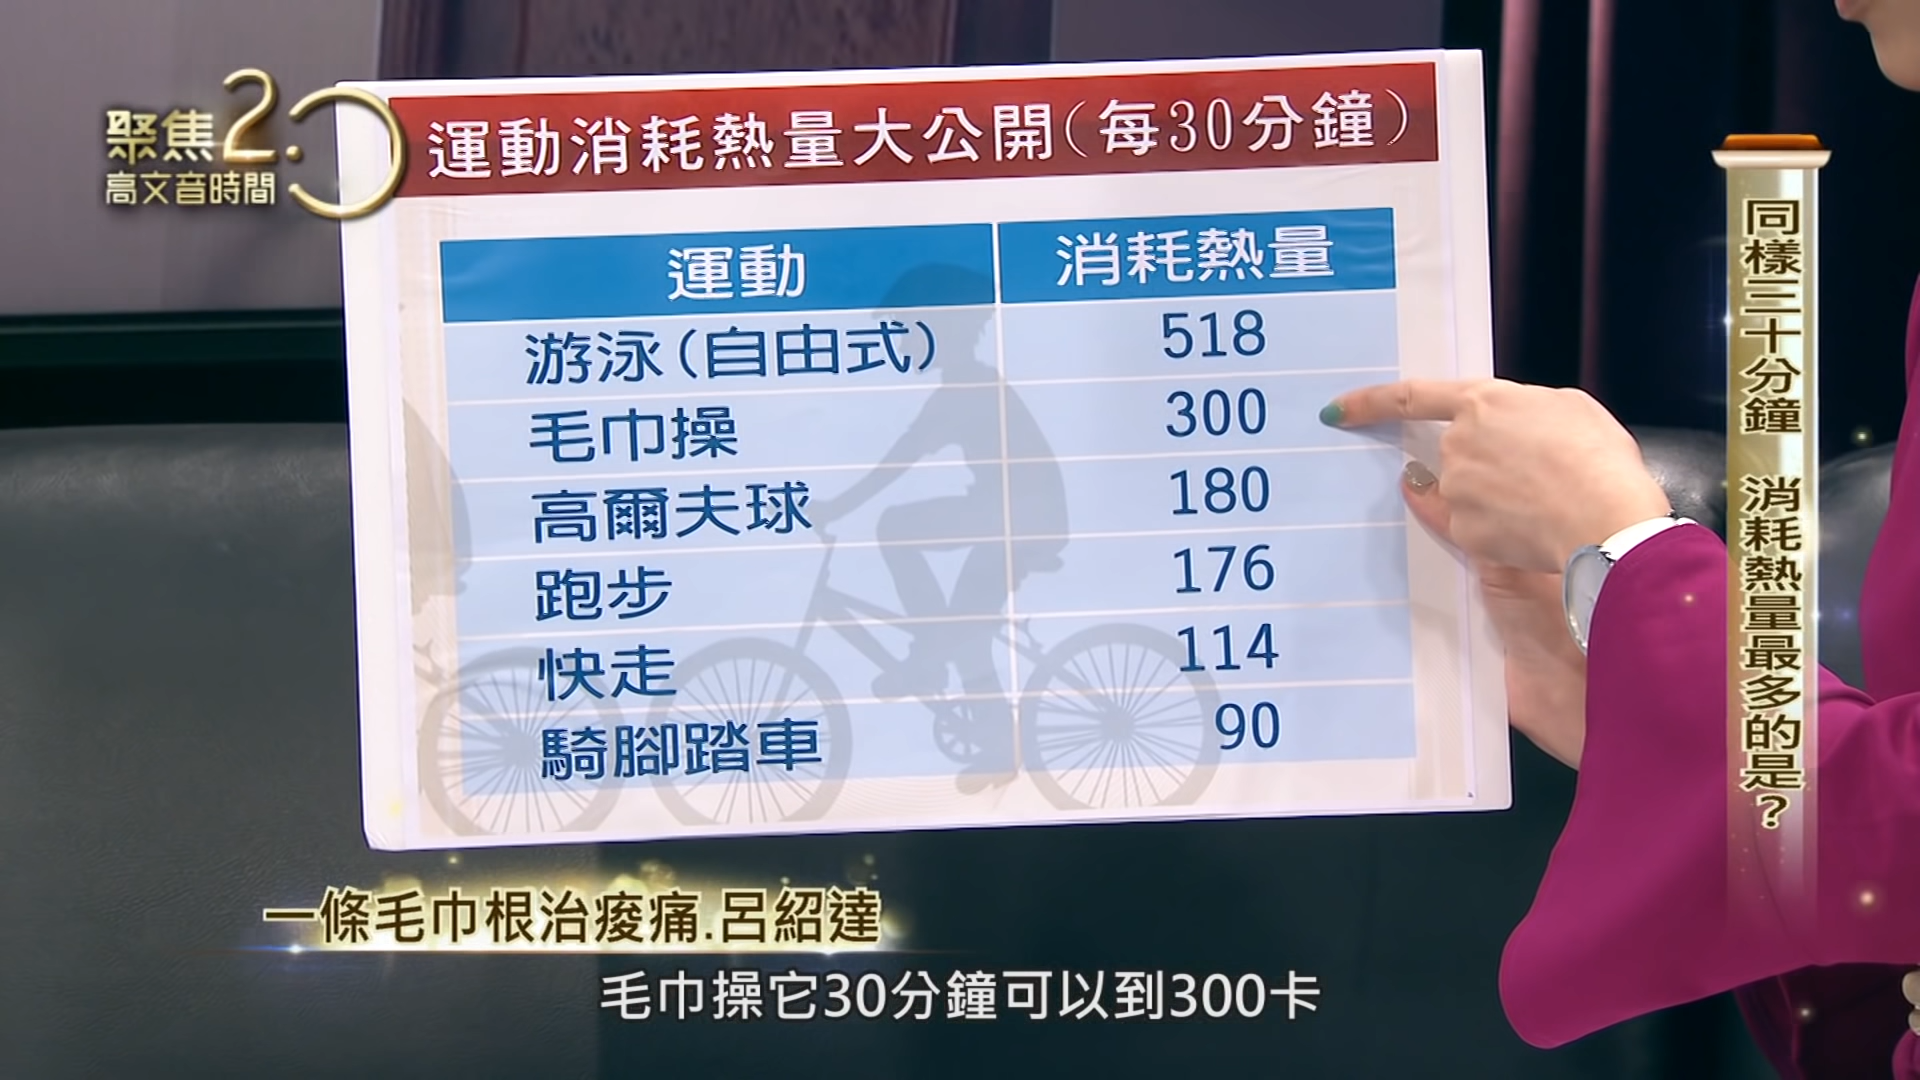 聚焦2.0
高文音時間
運動消耗熱量大公開(每30分鐘)
運動 消耗熱量
游泳(自由式) 518
毛巾操 300
高爾夫球 180
跑步 176
快走 114
騎腳踏車 90
同樣三十分鐘 消耗熱量最多的是?
一條毛巾根治痠痛.呂紹達
毛巾操它30分鐘可以到300卡